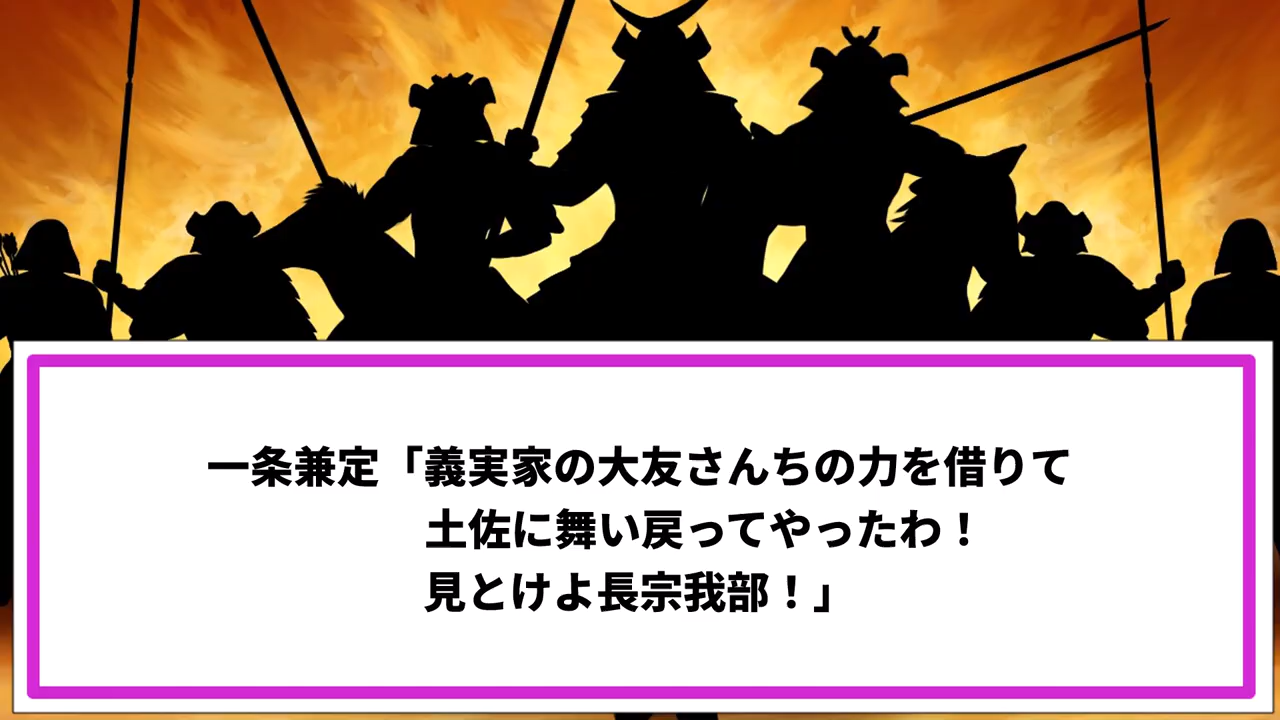 一条兼定「義実家の大友さんちの力を借りて
土佐に舞い戻ってやったわ！
見とけよ長宗我部！」